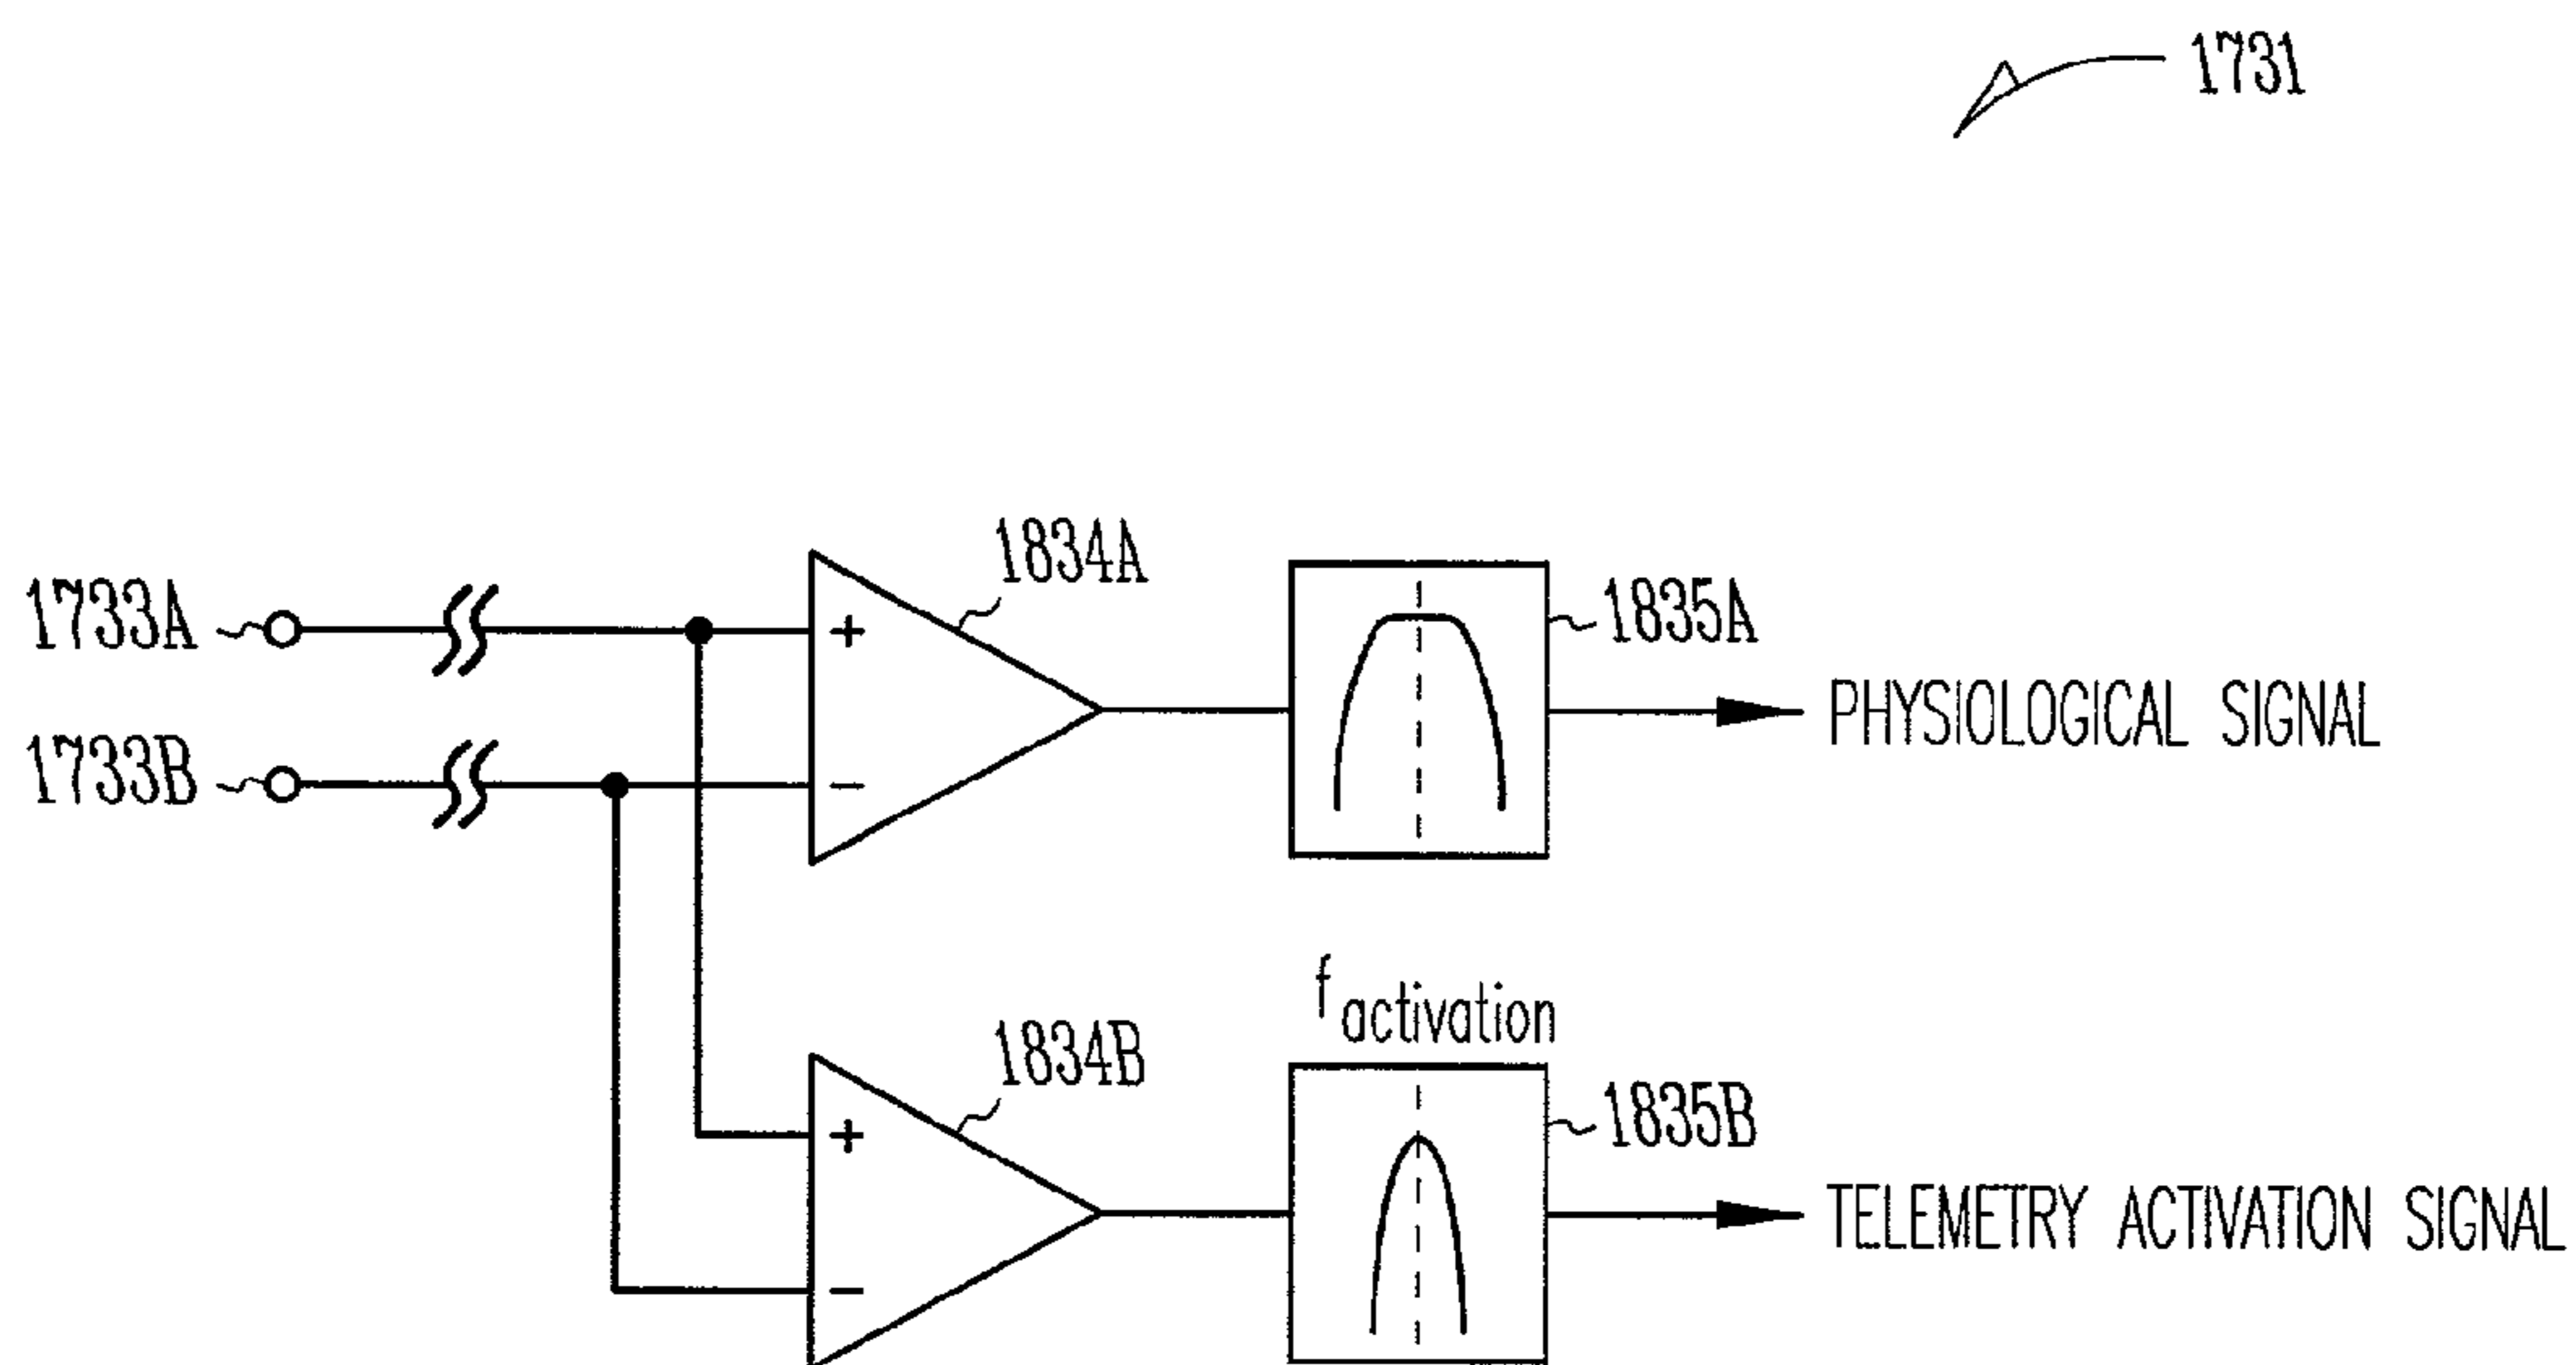 1731
1834A
1733A
+
1835A
PHYSIOLOGICAL SIGNAL
1733B
−
f activation
1834B
+
1835B
TELEMETRY ACTIVATION SIGNAL
−